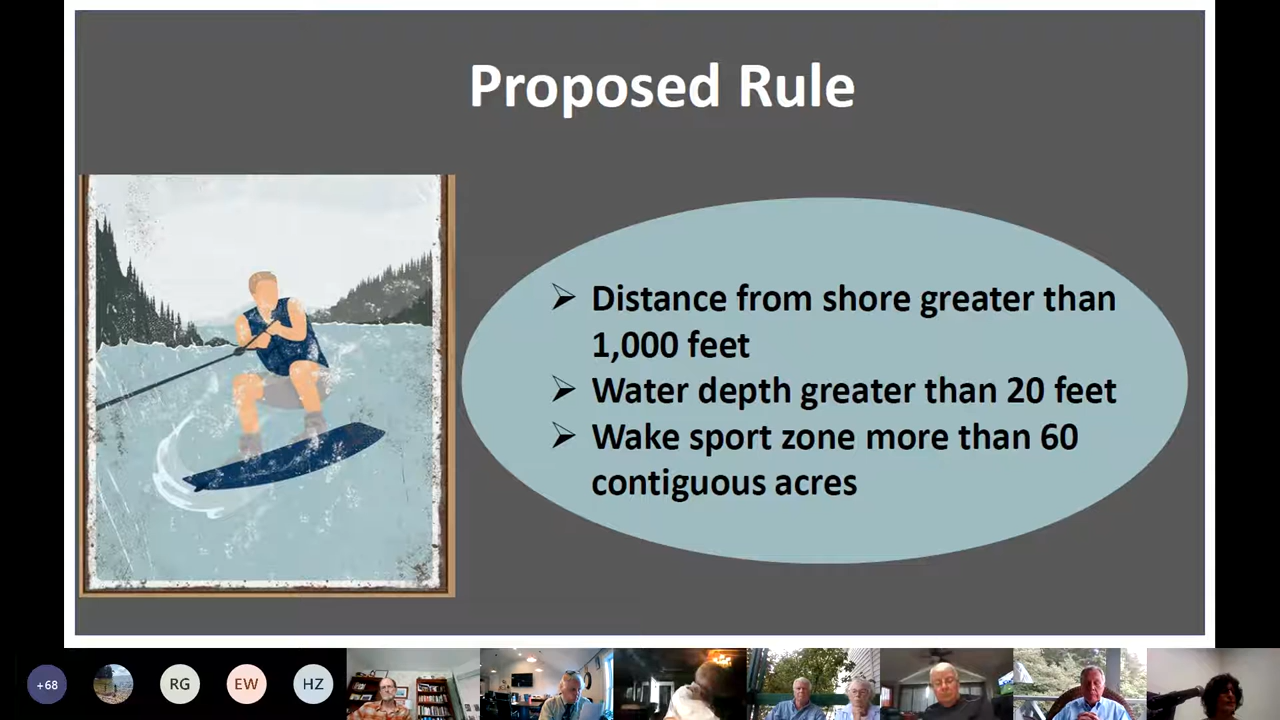 Proposed Rule
➢ Distance from shore greater than
1,000 feet
➢ Water depth greater than 20 feet
➢ Wake sport zone more than 60
contiguous acres
+68
RG
EW
HZ